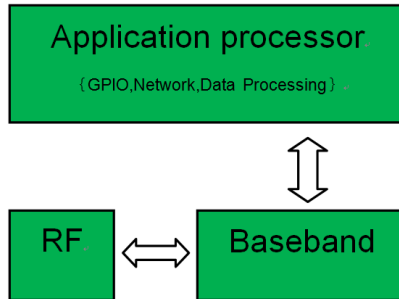 Application processor
{GPIO,Network,Data Processing}
RF
Baseband